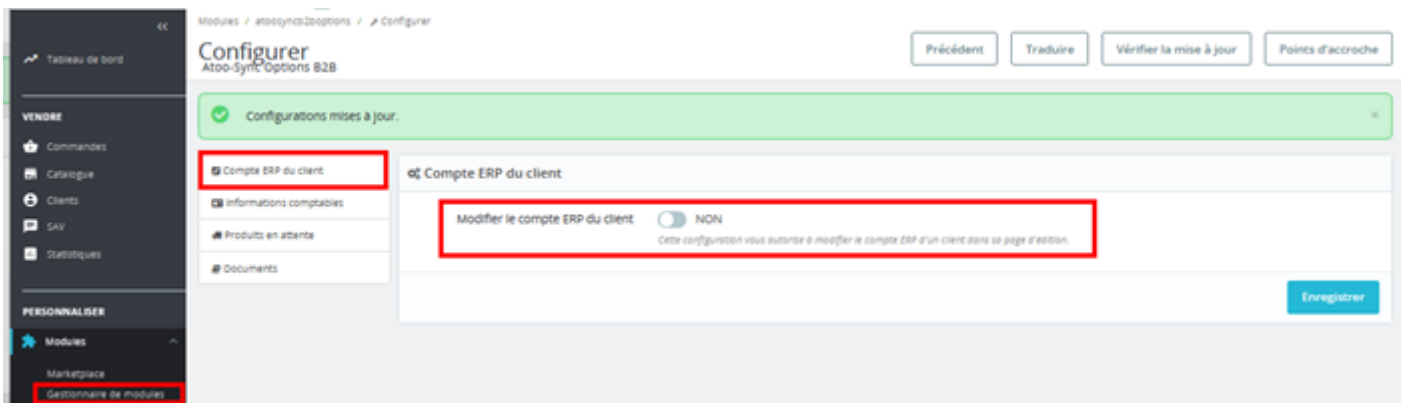 «
Modules / atoosyncb2boptions / Configurer
Configurer
Atoo-Sync Options B2B
Précédent
Traduire
Vérifier la mise à jour
Points d'accroche
Tableau de bord
Configurations mises à jour.
×
VENDRE
Commandes
Catalogue
Clients
SAV
Statistiques
Compte ERP du client
Informations comptables
Produits en attente
Documents
Compte ERP du client
Modifier le compte ERP du client NON
Cette configuration vous autorise à modifier le compte ERP d'un client dans sa page d'édition.
Enregistrer
PERSONNALISER
Modules
Marketplace
Gestionnaire de modules